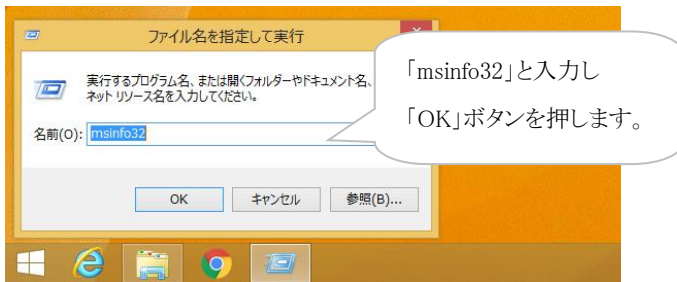 ファイル名を指定して実行
実行するプログラム名、または開くフォルダーやドキュメント名、
ネット リソース名を入力してください。
名前(O): msinfo32
OK キャンセル 参照(B)...
「msinfo32」と入力し
「OK」ボタンを押します。